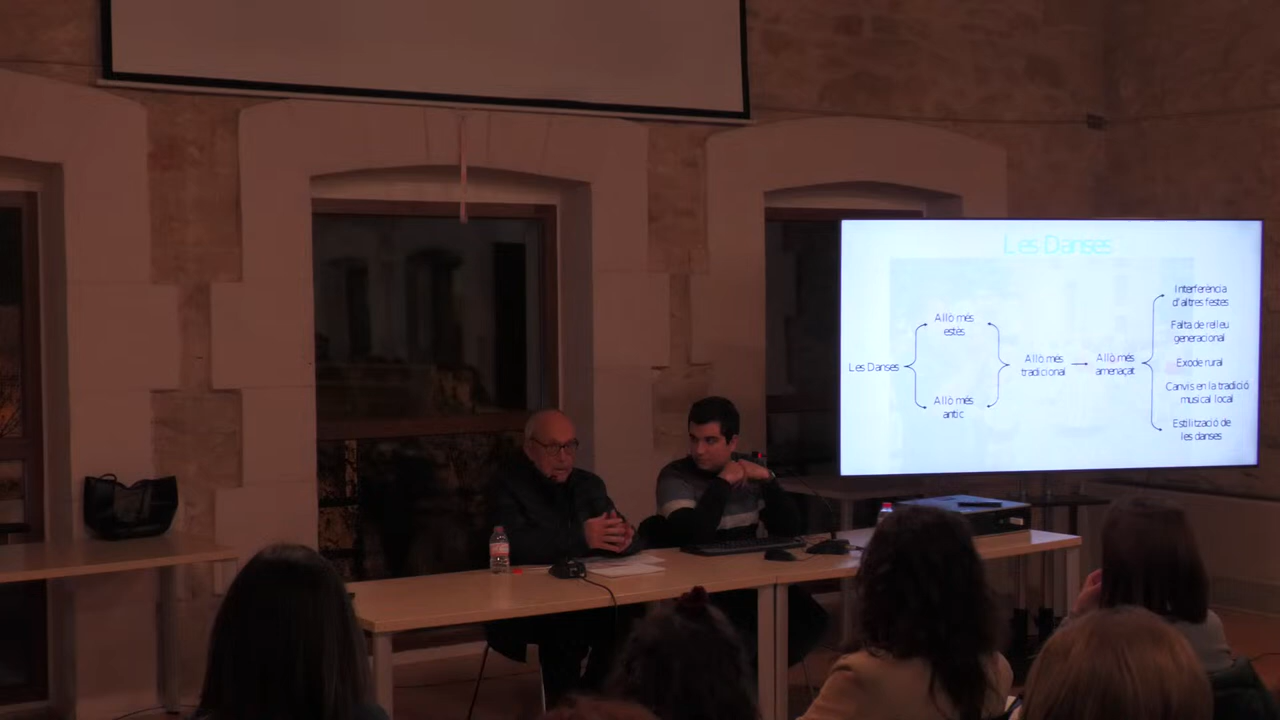 Les Danses
Les Danses
Allò més
estès
Allò més
antic
Allò més
tradicional
Allò més
amenaçat
Interferència
d'altres festes
Falta de relleu
generacional
Exode rural
Canvis en la tradició
musical local
Estilització de
les danses